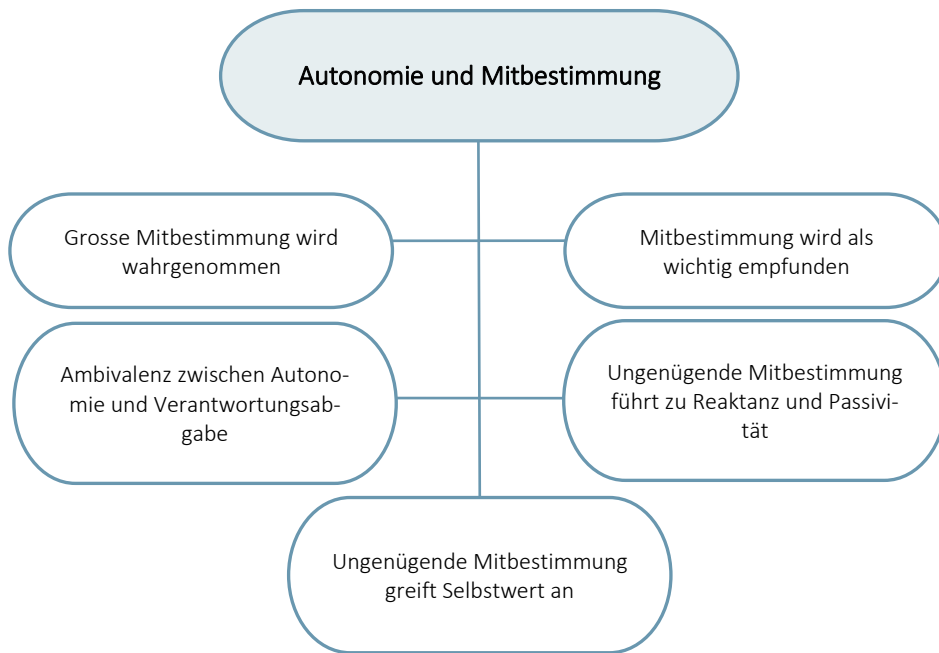 Autonomie und Mitbestimmung
Grosse Mitbestimmung wird
wahrgenommen
Mitbestimmung wird als
wichtig empfunden
Ambivalenz zwischen Autono-
mie und Verantwortungsab-
gabe
Ungenügende Mitbestimmung
führt zu Reaktanz und Passivi-
tät
Ungenügende Mitbestimmung
greift Selbstwert an